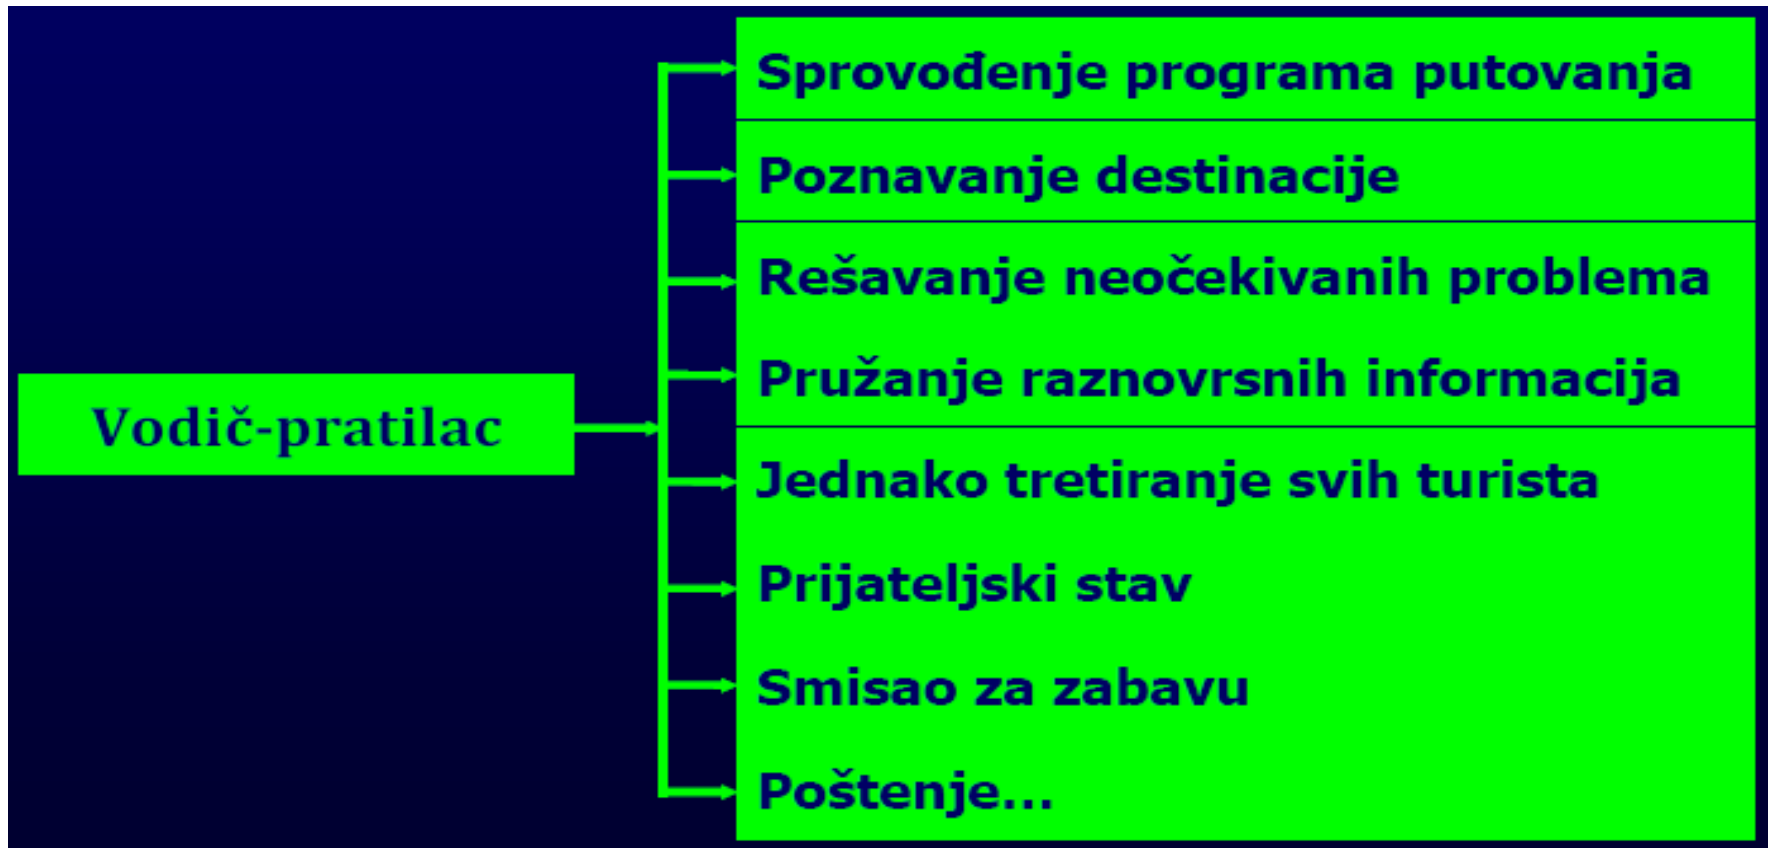 Sprovođenje programa putovanja
Poznavanje destinacije
Rešavanje neočekivanih problema
Pružanje raznovrsnih informacija
Vodič-pratilac
Jednako tretiranje svih turista
Prijateljski stav
Smisao za zabavu
Poštenje...